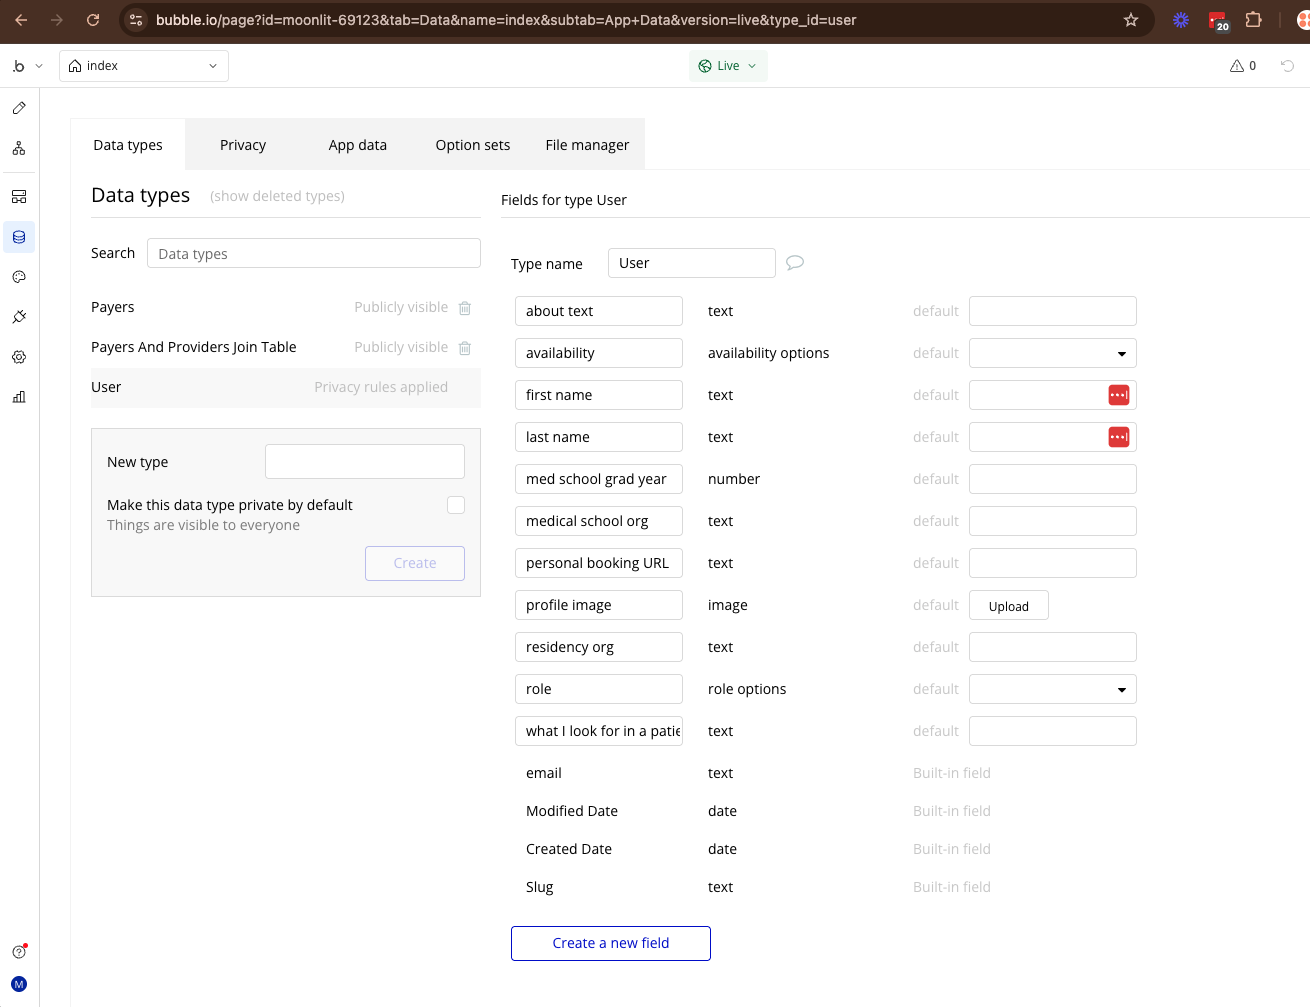 bubble.io/page?id=moonlit-69123&tab=Data&name=index&subtab=App+Data&version=live&type_id=user
20
.b
index
Live
0
Data types
Privacy
App data
Option sets
File manager
Data types
(show deleted types)
Search
Data types
Payers
Publicly visible
Payers And Providers Join Table
Publicly visible
User
Privacy rules applied
New type
Make this data type private by default
Things are visible to everyone
Create
Fields for type User
Type name
User
about text
text
default
availability
availability options
default
first name
text
default
last name
text
default
med school grad year
number
default
medical school org
text
default
personal booking URL
text
default
profile image
image
default
Upload
residency org
text
default
role
role options
default
what I look for in a patie
text
default
email
text
Built-in field
Modified Date
date
Built-in field
Created Date
date
Built-in field
Slug
text
Built-in field
Create a new field
M